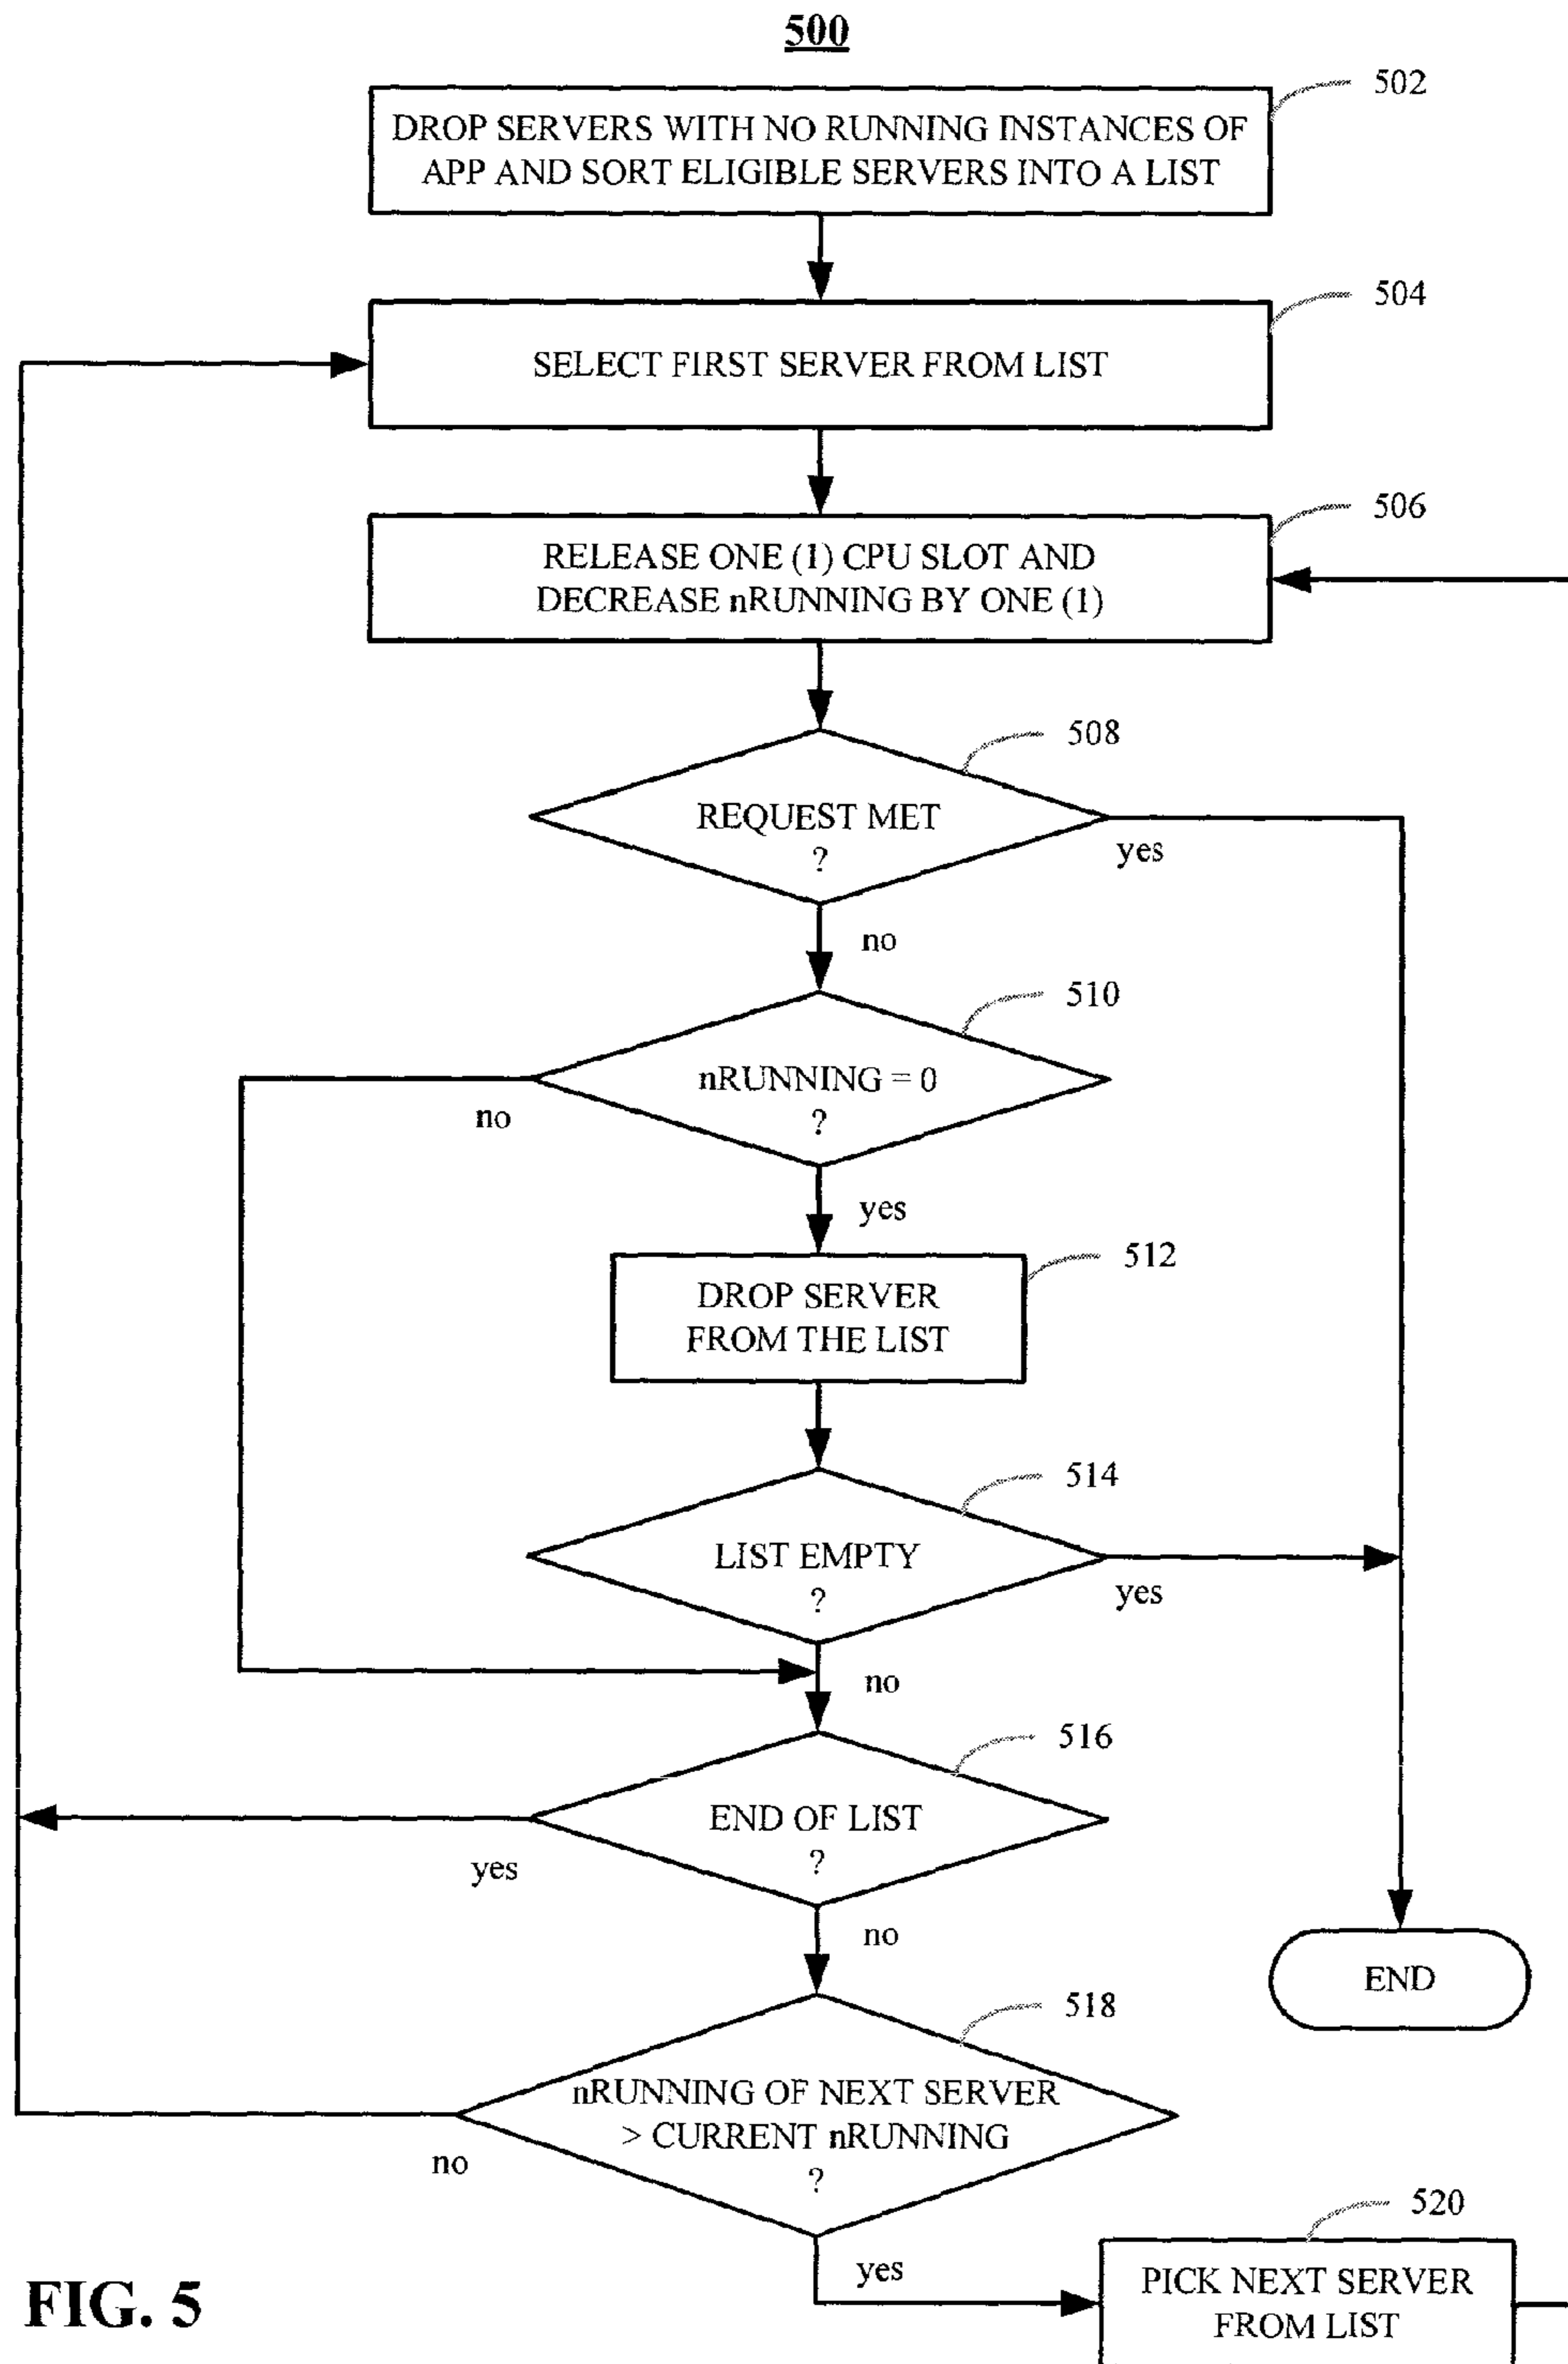 500
502
DROP SERVERS WITH NO RUNNING INSTANCES OF
APP AND SORT ELIGIBLE SERVERS INTO A LIST
504
SELECT FIRST SERVER FROM LIST
506
RELEASE ONE (1) CPU SLOT AND
DECREASE nRUNNING BY ONE (1)
508
REQUEST MET
?
yes
no
510
nRUNNING = 0
?
no
yes
512
DROP SERVER
FROM THE LIST
514
LIST EMPTY
?
yes
no
516
END OF LIST
?
yes
no
END
518
nRUNNING OF NEXT SERVER
> CURRENT nRUNNING
?
no
yes
520
PICK NEXT SERVER
FROM LIST
FIG. 5